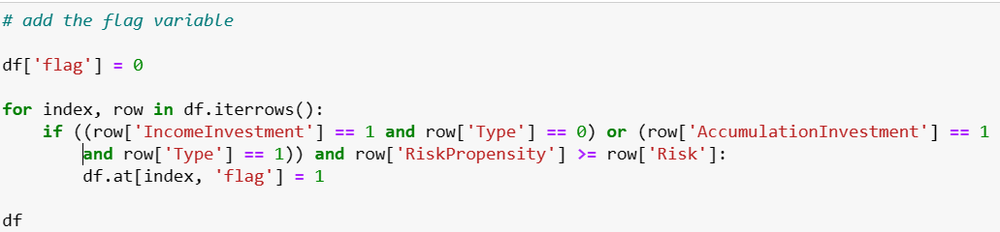 # add the flag variable
df['flag'] = 0
for index, row in df.iterrows():
    if ((row['IncomeInvestment'] == 1 and row['Type'] == 0) or (row['AccumulationInvestment'] == 1
        and row['Type'] == 1)) and row['RiskPropensity'] >= row['Risk']:
        df.at[index, 'flag'] = 1
df